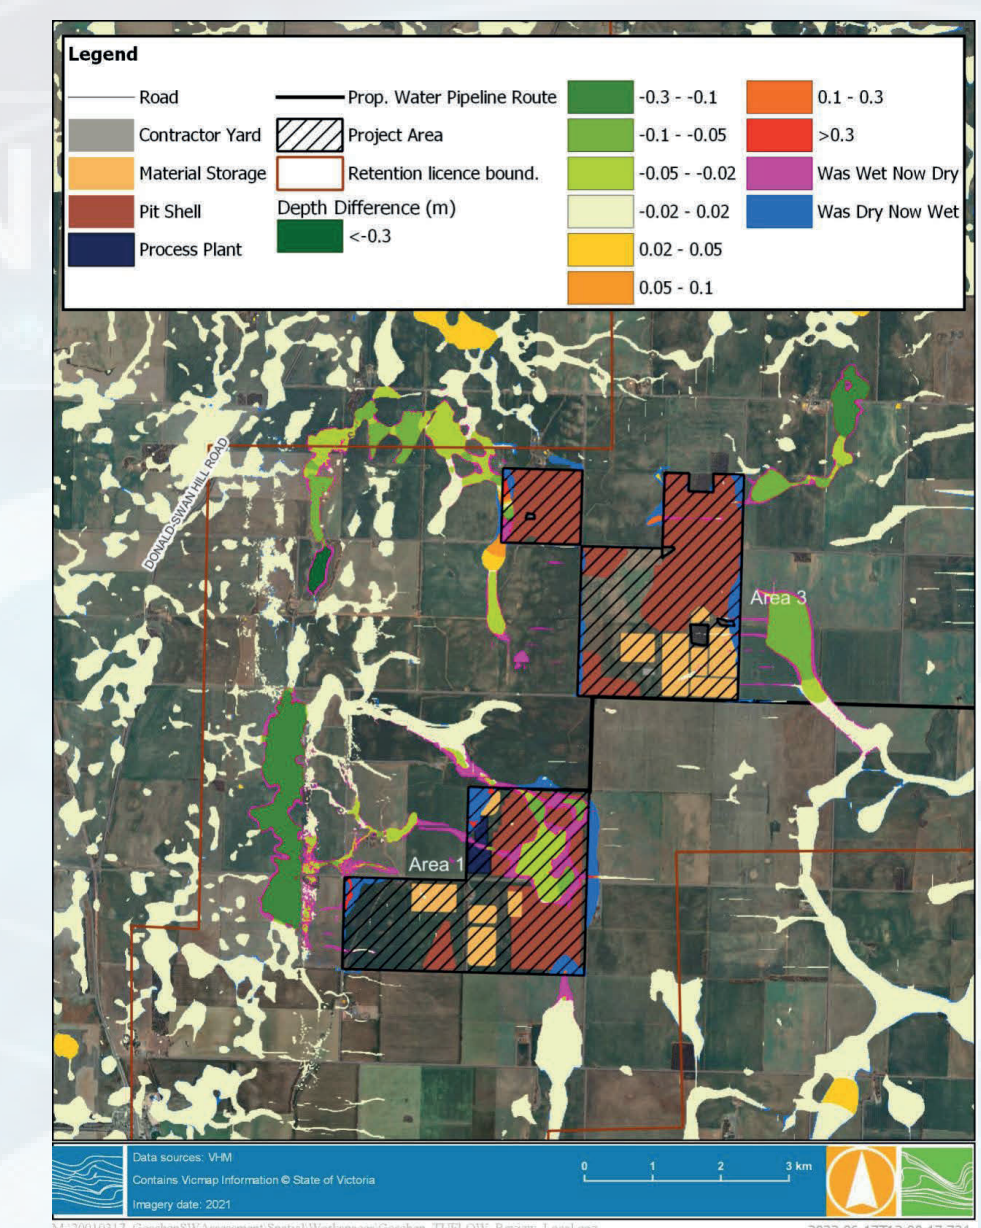 Legend
Road
Contractor Yard
Material Storage
Pit Shell
Process Plant
Prop. Water Pipeline Route
Project Area
Retention licence bound.
Depth Difference (m)
<-0.3
-0.3 - -0.1
-0.1 - -0.05
-0.05 - -0.02
-0.02 - 0.02
0.02 - 0.05
0.05 - 0.1
0.1 - 0.3
>0.3
Was Wet Now Dry
Was Dry Now Wet
DONALD-SWAN HILL ROAD
Area 3
Area 1
Data sources: VHM
Contains Vicmap Information © State of Victoria
Imagery date: 2021
0 1 2 3 km